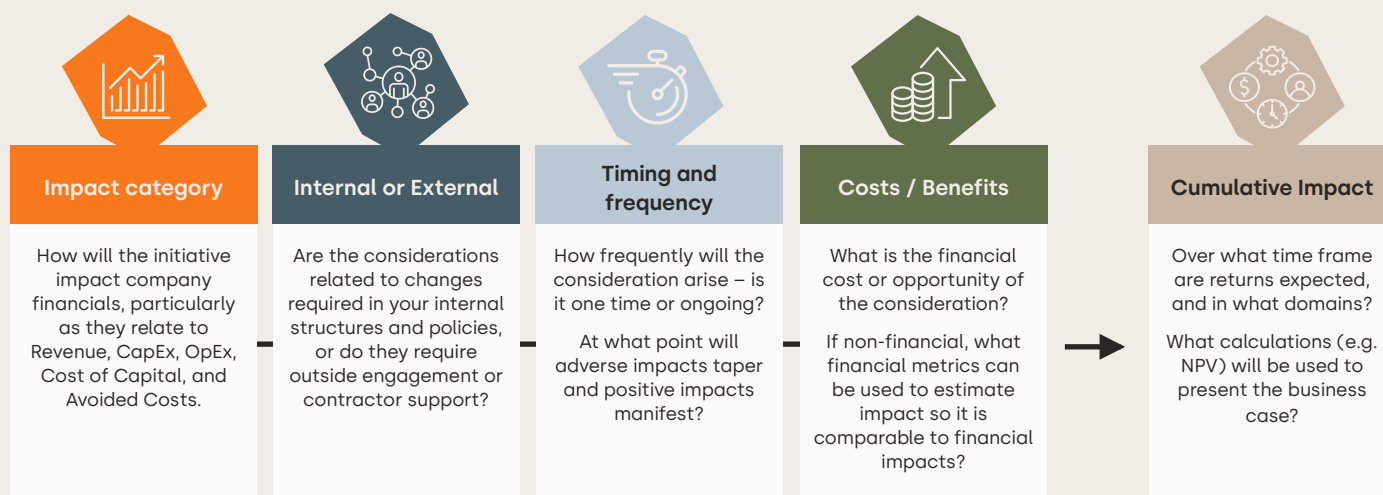 Impact category
How will the initiative
impact company
financials, particularly
as they relate to
Revenue, CapEx, OpEx,
Cost of Capital, and
Avoided Costs.
Internal or External
Are the considerations
related to changes
required in your internal
structures and policies,
or do they require
outside engagement or
contractor support?
Timing and
frequency
How frequently will the
consideration arise – is
it one time or ongoing?
At what point will
adverse impacts taper
and positive impacts
manifest?
Costs / Benefits
What is the financial
cost or opportunity of
the consideration?
If non-financial, what
financial metrics can
be used to estimate
impact so it is
comparable to financial
impacts?
$
Cumulative Impact
Over what time frame
are returns expected,
and in what domains?
What calculations (e.g.
NPV) will be used to
present the business
case?